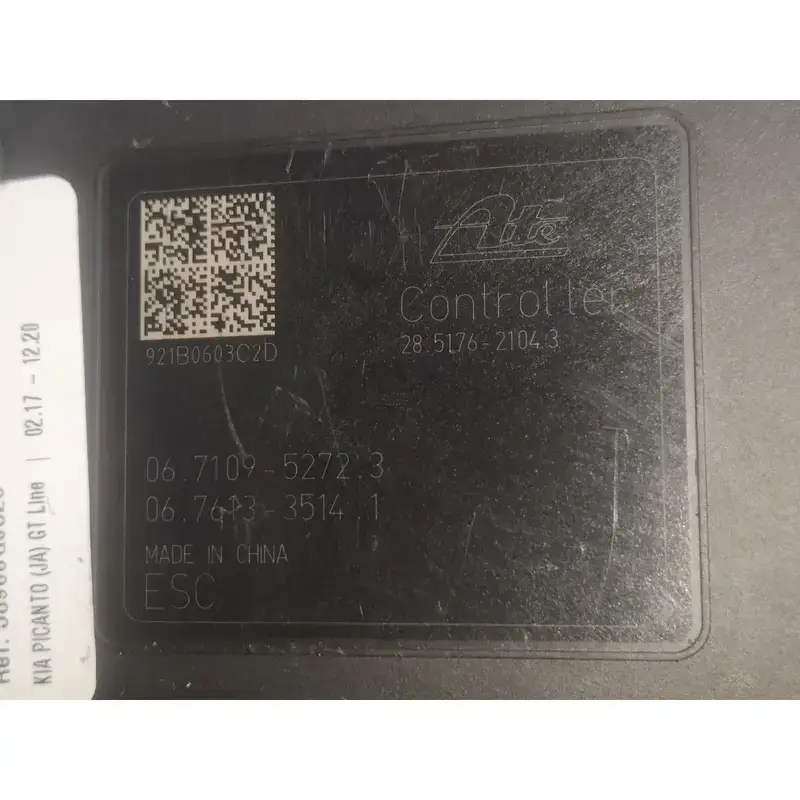 Ate
Controller
28.5176-2104.3
921B0603C2D
06.7109-5272.3
06.7613-3514.1
MADE IN CHINA
ESC
KIA PICANTO (JA) GT Line | 02.17 - 12.20